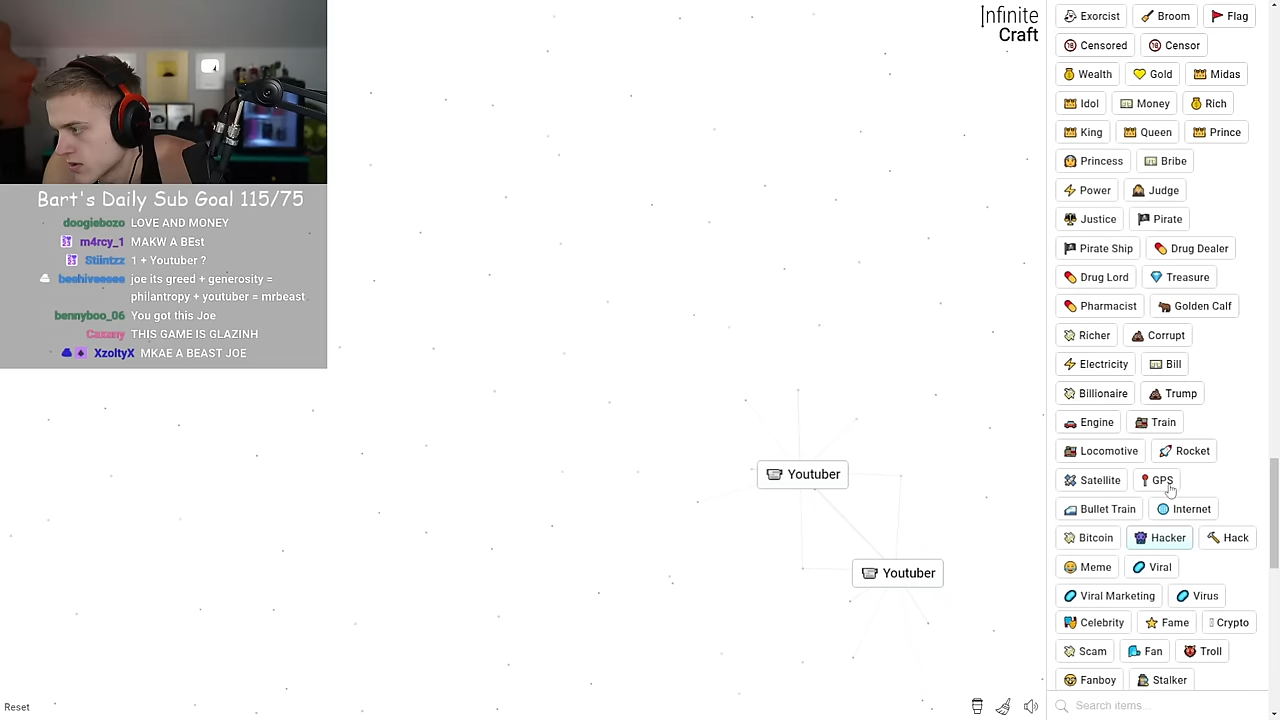 Infinite
Craft
Bart's Daily Sub Goal 115/75
doogiebozo LOVE AND MONEY
m4rcy_1 MAKW A BEst
Stiintzz 1 + Youtuber ?
joe its greed + generosity =
philantropy + youtuber = mrbeast
bennyboo_06 You got this Joe
THIS GAME IS GLAZINH
XzoltyX MKAE A BEAST JOE
Youtuber
Youtuber
Exorcist Broom Flag
Censored Censor
Wealth Gold Midas
Idol Money Rich
King Queen Prince
Princess Bribe
Power Judge
Justice Pirate
Pirate Ship Drug Dealer
Drug Lord Treasure
Pharmacist Golden Calf
Richer Corrupt
Electricity Bill
Billionaire Trump
Engine Train
Locomotive Rocket
Satellite GPS
Bullet Train Internet
Bitcoin Hacker Hack
Meme Viral
Viral Marketing Virus
Celebrity Fame Crypto
Scam Fan Troll
Fanboy Stalker
Reset
Search items...